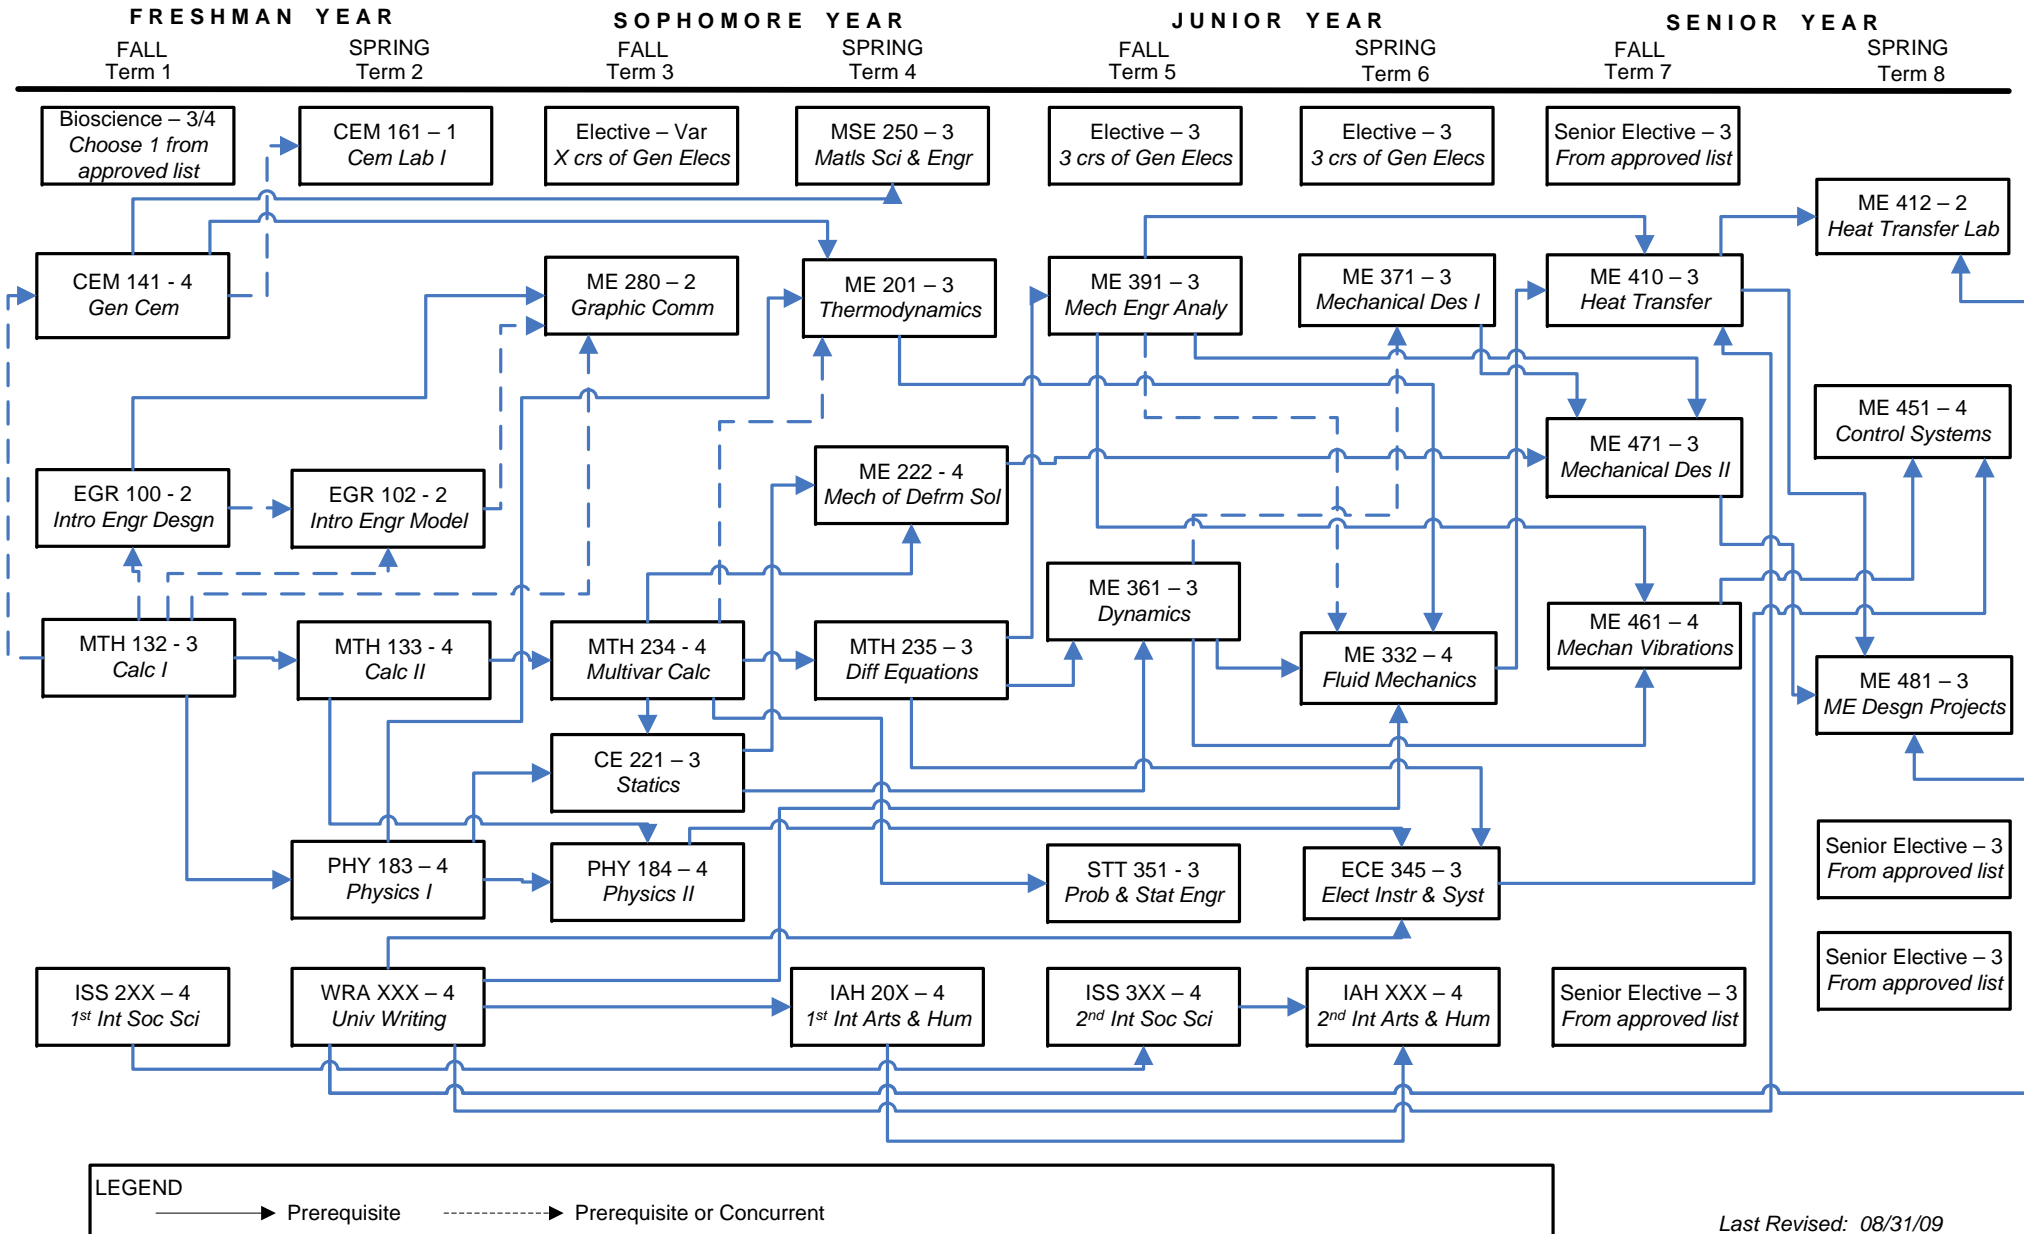 FRESHMAN YEAR
SOPHOMORE YEAR
JUNIOR YEAR
SENIOR YEAR
FALL
Term 1
SPRING
Term 2
FALL
Term 3
SPRING
Term 4
FALL
Term 5
SPRING
Term 6
FALL
Term 7
SPRING
Term 8
Bioscience – 3/4
Choose 1 from
approved list
CEM 161 – 1
Cem Lab I
Elective – Var
X crs of Gen Elecs
MSE 250 – 3
Matls Sci & Engr
Elective – 3
3 crs of Gen Elecs
Elective – 3
3 crs of Gen Elecs
Senior Elective – 3
From approved list
ME 412 – 2
Heat Transfer Lab
CEM 141 - 4
Gen Cem
ME 280 – 2
Graphic Comm
ME 201 – 3
Thermodynamics
ME 391 – 3
Mech Engr Analy
ME 371 – 3
Mechanical Des I
ME 410 – 3
Heat Transfer
ME 451 – 4
Control Systems
EGR 100 - 2
Intro Engr Desgn
EGR 102 - 2
Intro Engr Model
ME 222 - 4
Mech of Defrm Sol
ME 471 – 3
Mechanical Des II
ME 361 – 3
Dynamics
MTH 132 - 3
Calc I
MTH 133 - 4
Calc II
MTH 234 - 4
Multivar Calc
MTH 235 – 3
Diff Equations
ME 332 – 4
Fluid Mechanics
ME 461 – 4
Mechan Vibrations
ME 481 – 3
ME Desgn Projects
CE 221 – 3
Statics
PHY 183 – 4
Physics I
PHY 184 – 4
Physics II
STT 351 - 3
Prob & Stat Engr
ECE 345 – 3
Elect Instr & Syst
Senior Elective – 3
From approved list
Senior Elective – 3
From approved list
ISS 2XX – 4
1st Int Soc Sci
WRA XXX – 4
Univ Writing
IAH 20X – 4
1st Int Arts & Hum
ISS 3XX – 4
2nd Int Soc Sci
IAH XXX – 4
2nd Int Arts & Hum
Senior Elective – 3
From approved list
LEGEND
Prerequisite
Prerequisite or Concurrent
Last Revised: 08/31/09